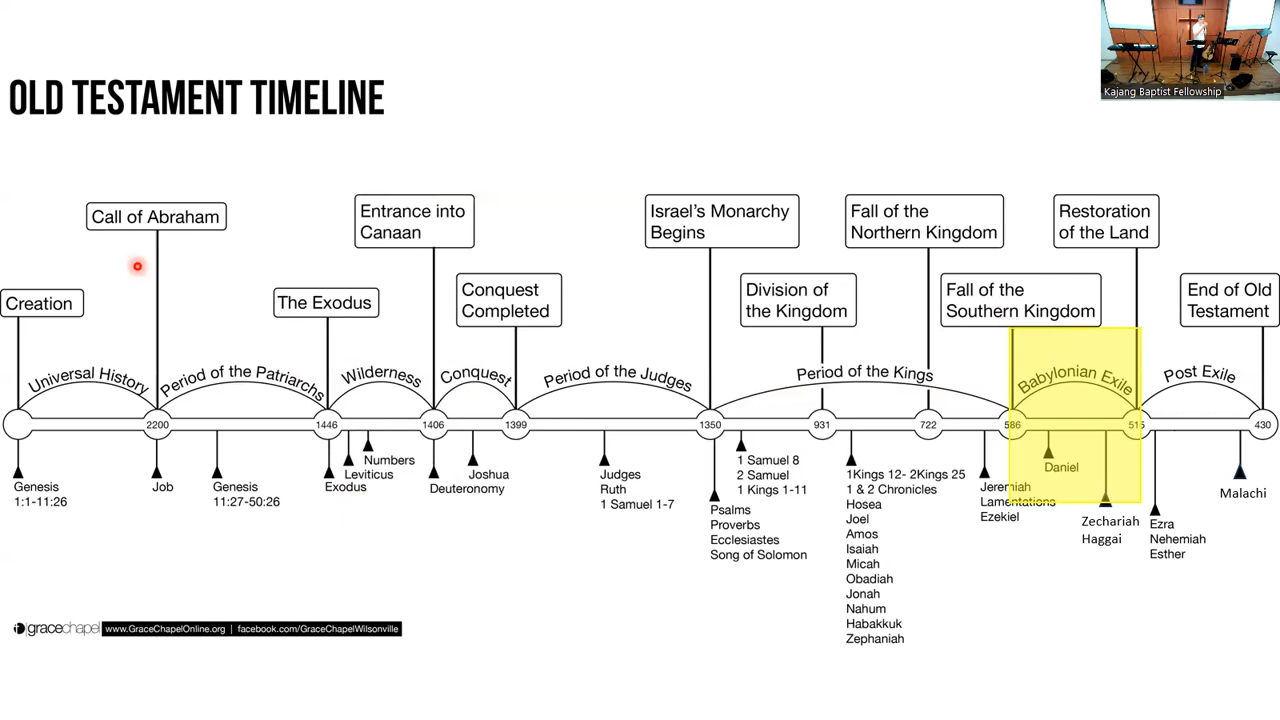 Kajang Baptist Fellowship
OLD TESTAMENT TIMELINE
Call of Abraham
Entrance into
Canaan
Israel's Monarchy
Begins
Fall of the
Northern Kingdom
Restoration
of the Land
Creation
The Exodus
Conquest
Completed
Division of
the Kingdom
Fall of the
Southern Kingdom
End of Old
Testament
Universal History
Period of the Patriarchs
Wilderness
Conquest
Period of the Judges
Period of the Kings
Babylonian Exile
Post Exile
2200
1446
1406
1399
1350
931
722
586
515
430
Genesis
1:1-11:26
Job
Genesis
11:27-50:26
Exodus
Leviticus
Numbers
Deuteronomy
Joshua
Judges
Ruth
1 Samuel 1-7
Psalms
Proverbs
Ecclesiastes
Song of Solomon
1 Samuel 8
2 Samuel
1 Kings 1-11
1Kings 12- 2Kings 25
1 & 2 Chronicles
Hosea
Joel
Amos
Isaiah
Micah
Obadiah
Jonah
Nahum
Habakkuk
Zephaniah
Jeremiah
Lamentations
Ezekiel
Daniel
Zechariah
Haggai
Ezra
Nehemiah
Esther
Malachi
gracechapel www.GraceChapelOnline.org | facebook.com/GraceChapelWilsonville